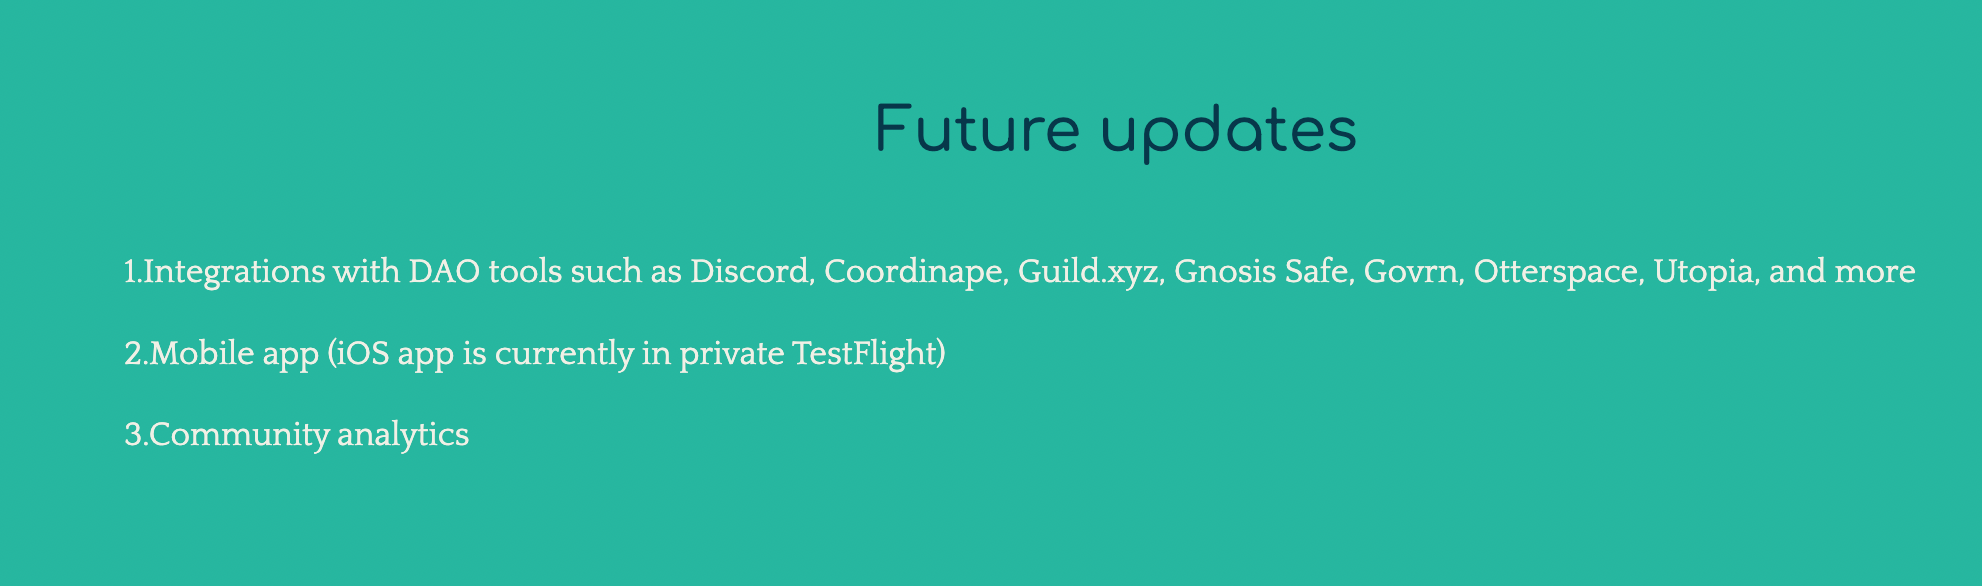 Future updates
1.Integrations with DAO tools such as Discord, Coordinape, Guild.xyz, Gnosis Safe, Govrn, Otterspace, Utopia, and more
2.Mobile app (iOS app is currently in private TestFlight)
3.Community analytics